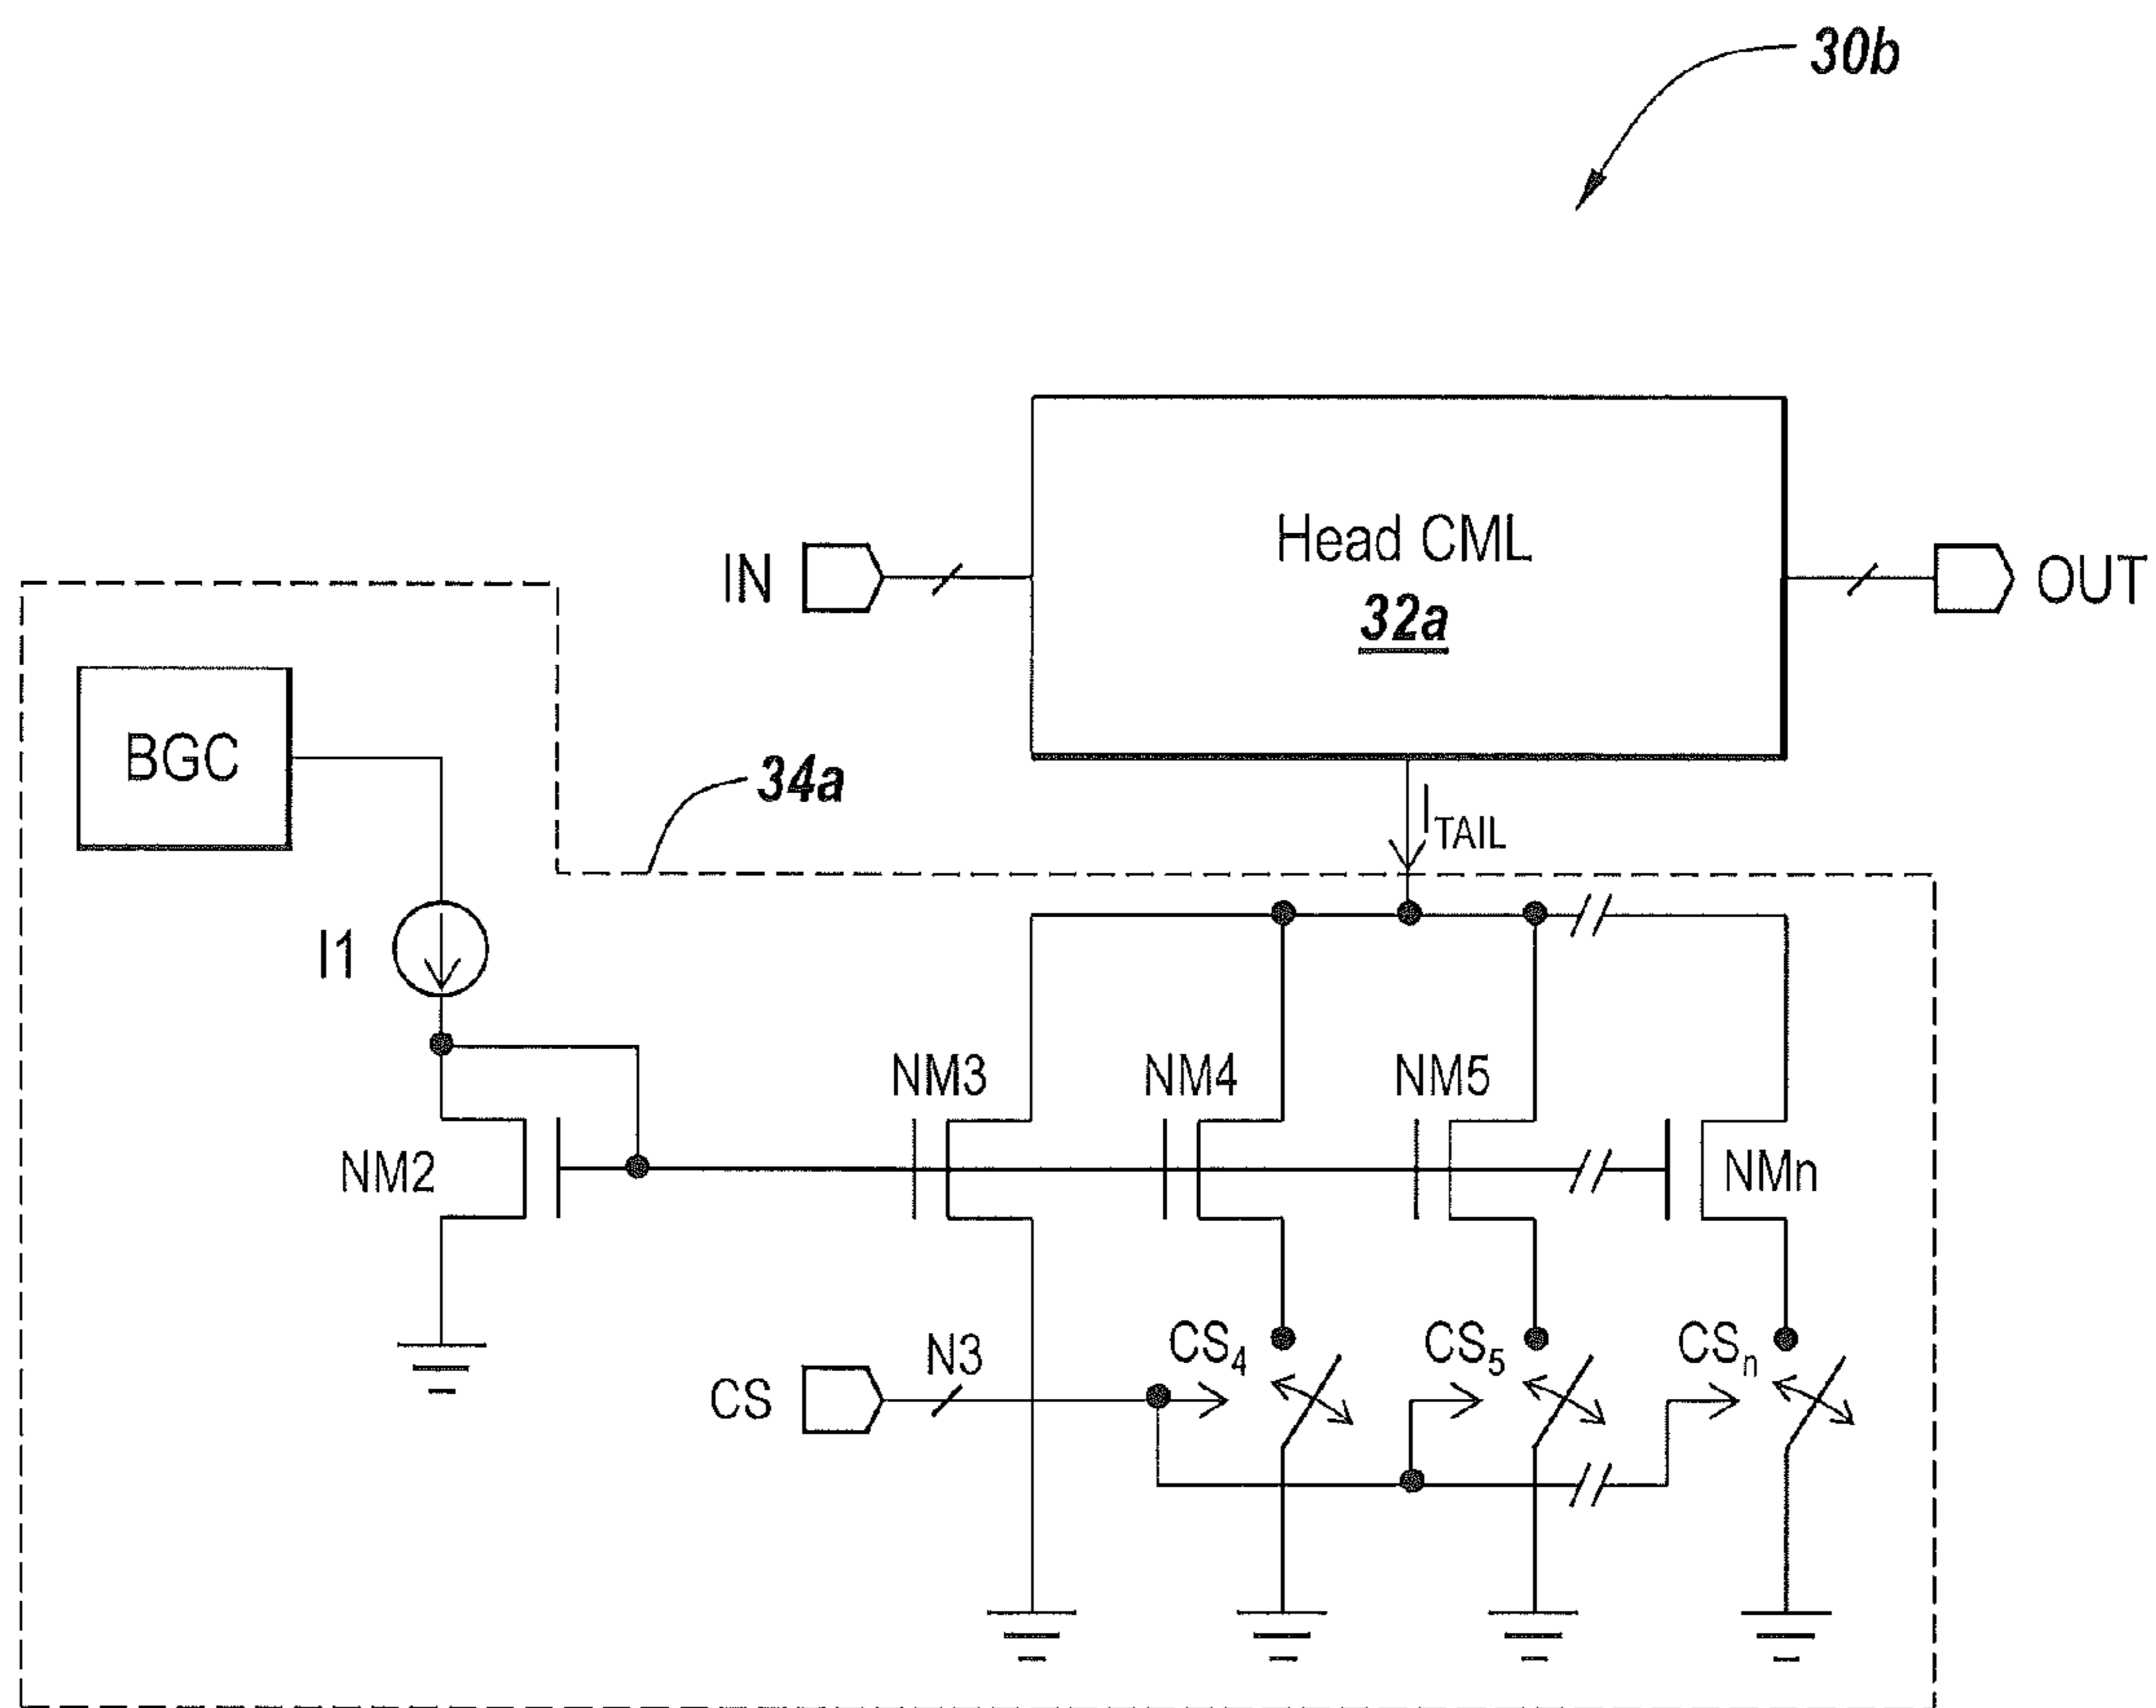 30b
Head CML
32a
IN
OUT
BGC
34a
I_TAIL
I1
NM3
NM4
NM5
NM2
NMn
N3
CS₄
CS₅
CSₙ
CS